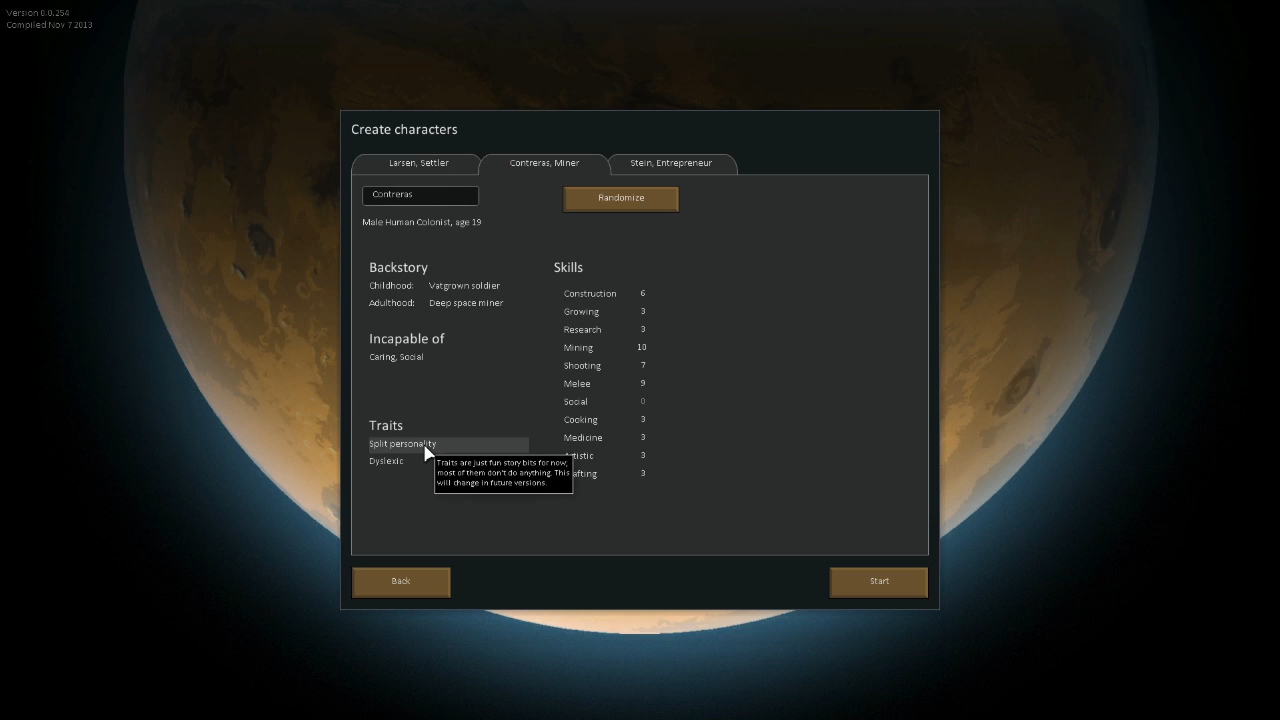 Version 0.0.254
Compiled Nov 7 2013
Create characters
Larsen, Settler
Contreras, Miner
Stein, Entrepreneur
Contreras
Randomize
Male Human Colonist, age 19
Backstory
Childhood: Vatgrown soldier
Adulthood: Deep space miner
Incapable of
Caring, Social
Traits
Split personality
Dyslexic
Traits are just fun story bits for now;
most of them don't do anything. This
will change in future versions.
Skills
Construction 6
Growing 3
Research 3
Mining 10
Shooting 7
Melee 9
Social 0
Cooking 3
Medicine 3
tistic 3
afting 3
Back
Start